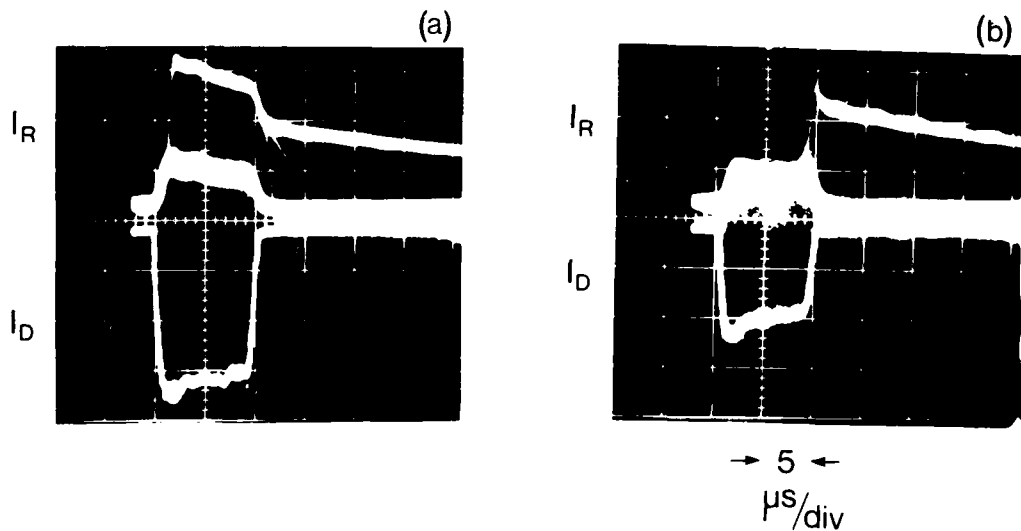 (a)
I_R
I_D
(b)
I_R
I_D
→ 5 ←
μs/div